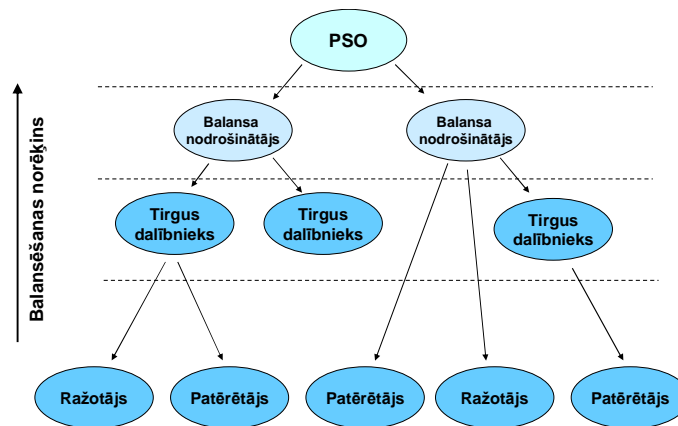 PSO
Balansēšanas norēķins
Balansa
nodrošinātājs
Balansa
nodrošinātājs
Tirgus
dalībnieks
Tirgus
dalībnieks
Tirgus
dalībnieks
Ražotājs
Patērētājs
Patērētājs
Ražotājs
Patērētājs